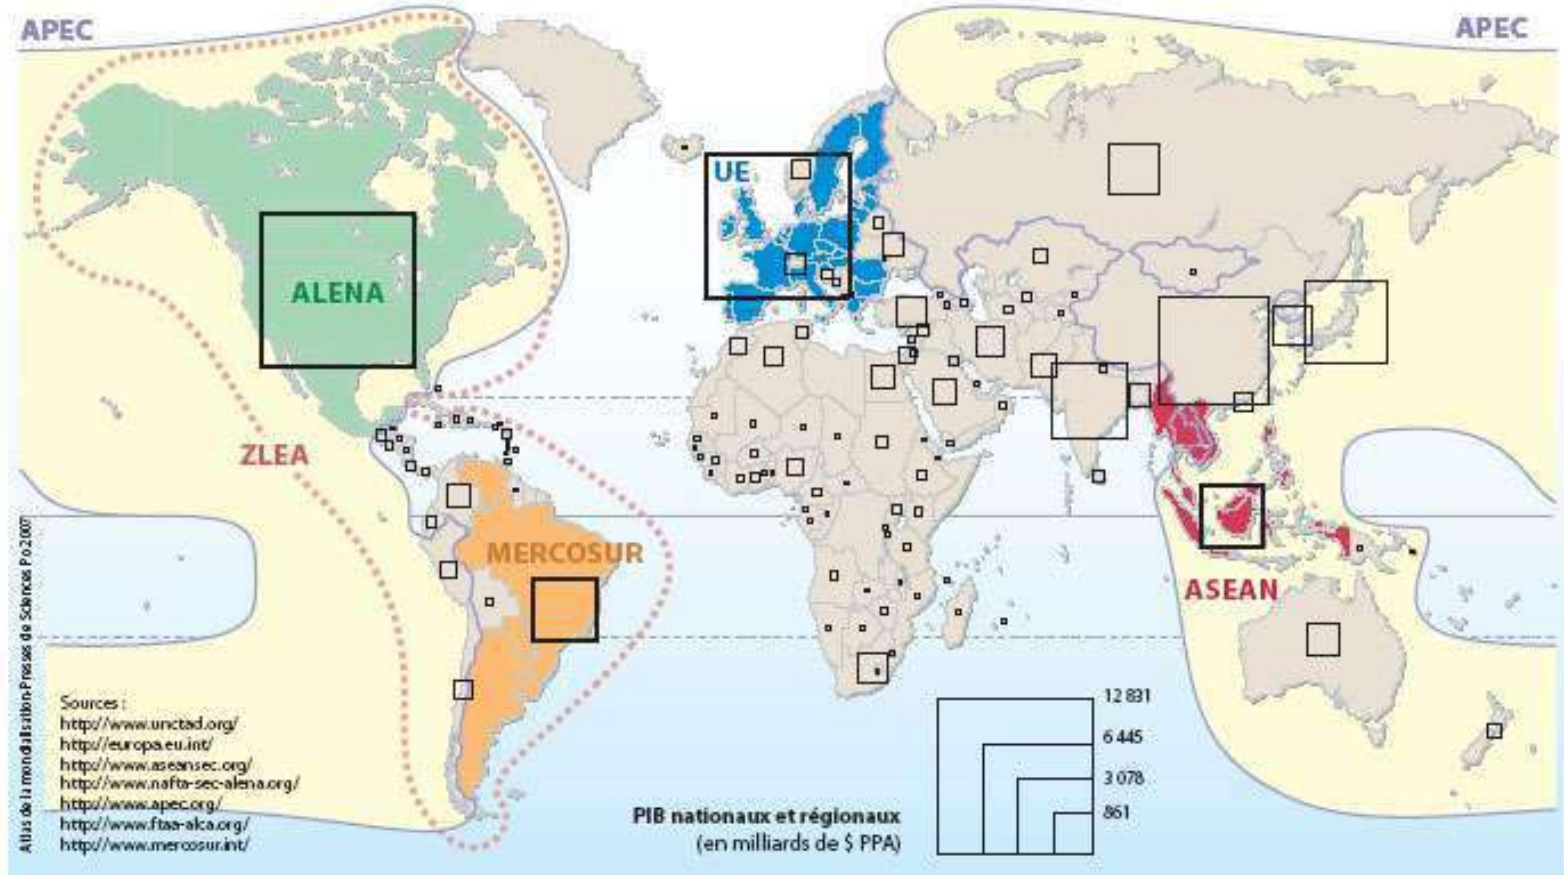 APEC
APEC
UE
ALENA
ZLEA
MERCOSUR
ASEAN
Atlas de la mondialisation-Presses de Sciences Po 2007
Sources :
http://www.unctad.org/
http://europa.eu.int/
http://www.aseansec.org/
http://www.nafta-sec-alena.org/
http://www.apec.org/
http://www.ftaa-alca.org/
http://www.mercosur.int/
PIB nationaux et régionaux
(en milliards de $ PPA)
12 831
6 445
3 078
861